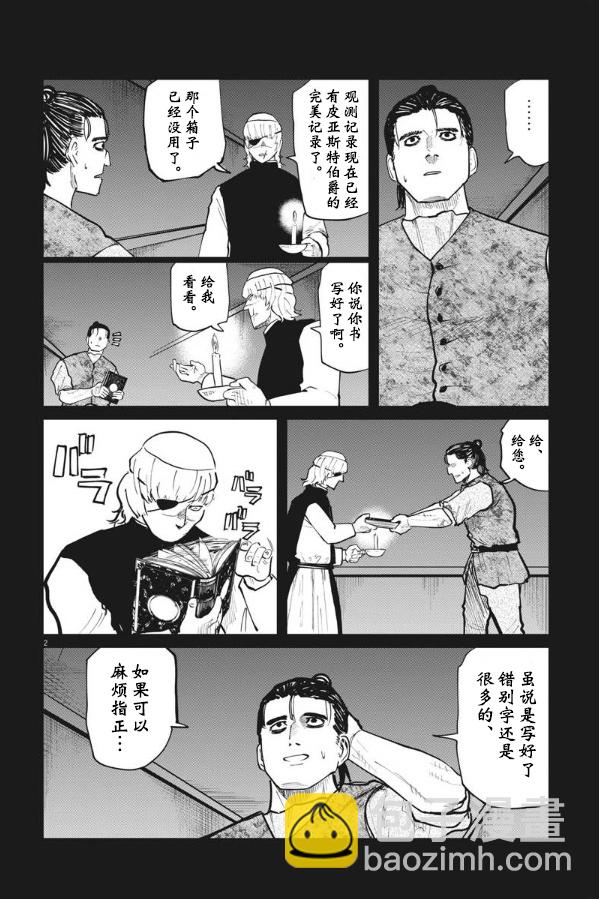 ……
观测记录现在已经
有皮亚斯特伯爵的
完美记录了。
那个箱子
已经没用了。
你说你书
写好了啊。
给我
看看。
给、
给您。
バラ
バラ
2
虽说是写好了
错别字还是
很多的、
如果可以
麻烦指正…
包子漫畫
baozimh.com